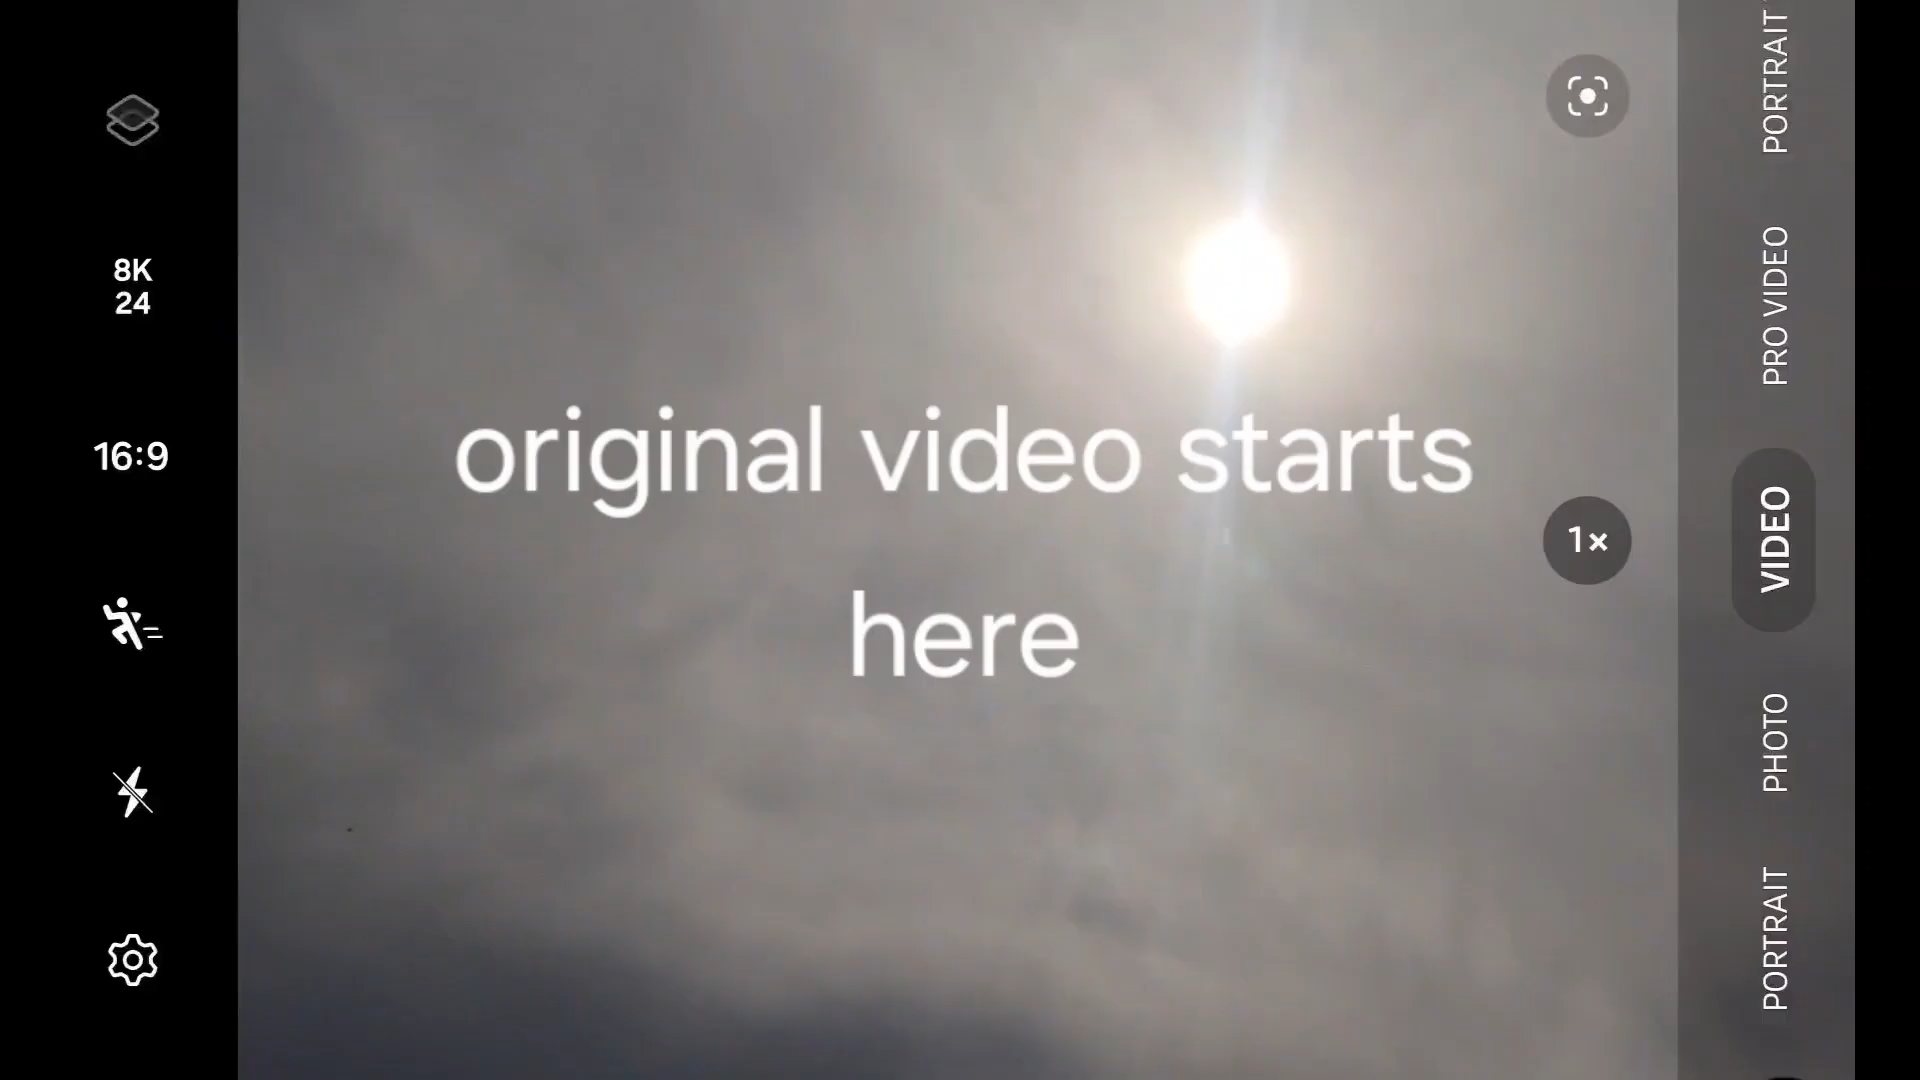 8K
24
16:9
original video starts
here
1×
PORTRAIT
PRO VIDEO
VIDEO
PHOTO
PORTRAIT